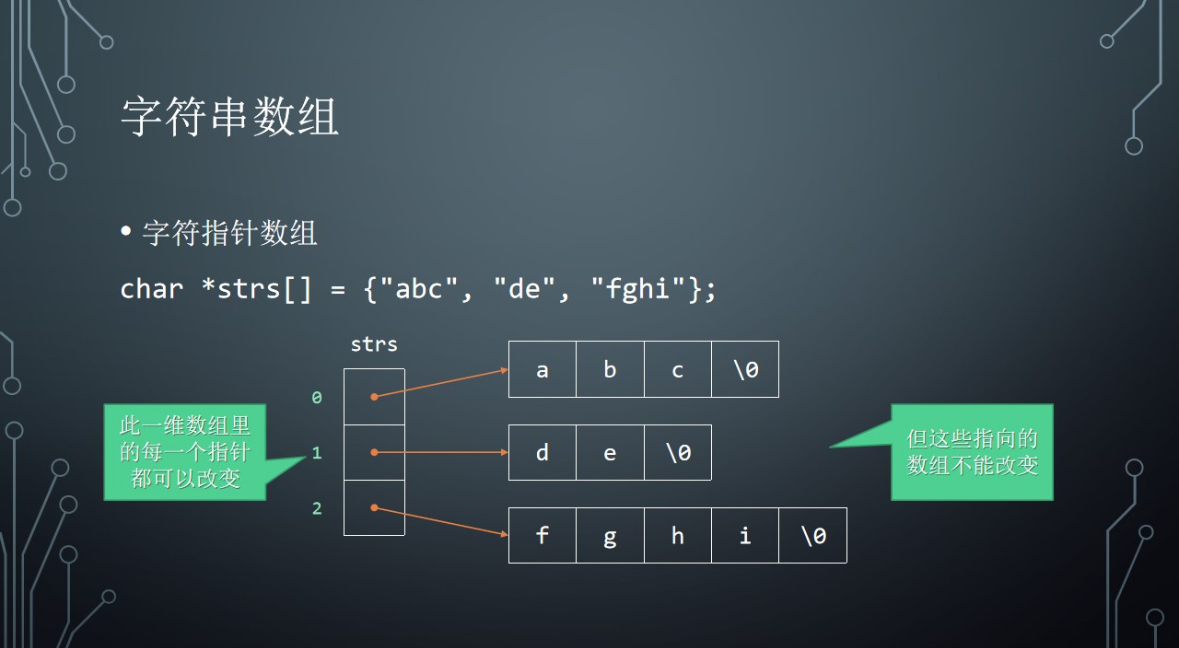 字符串数组
• 字符指针数组
char *strs[] = {"abc", "de", "fghi"};
strs
0
1
2
a b c \0
d e \0
f g h i \0
此一维数组里
的每一个指针
都可以改变
但这些指向的
数组不能改变